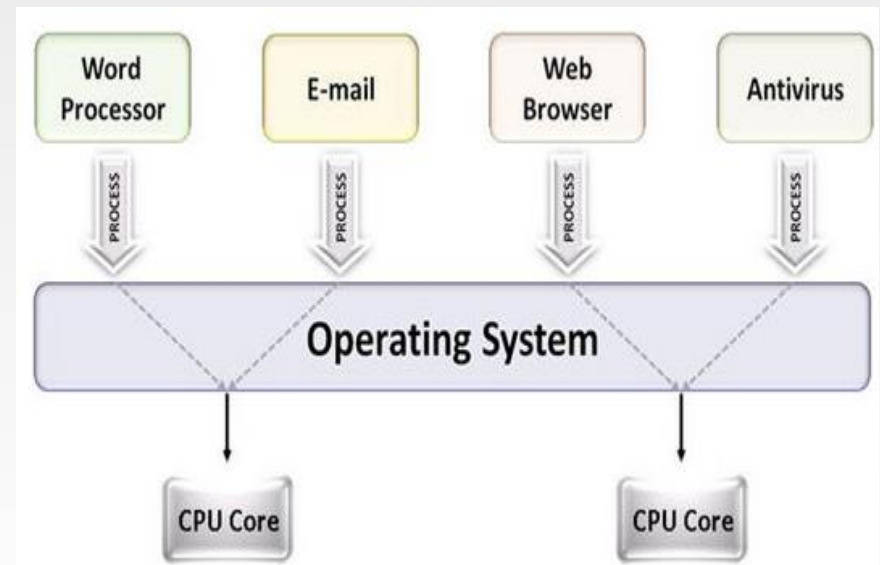 Word
Processor
E-mail
Web
Browser
Antivirus
PROCESS
PROCESS
PROCESS
PROCESS
Operating System
CPU Core
CPU Core